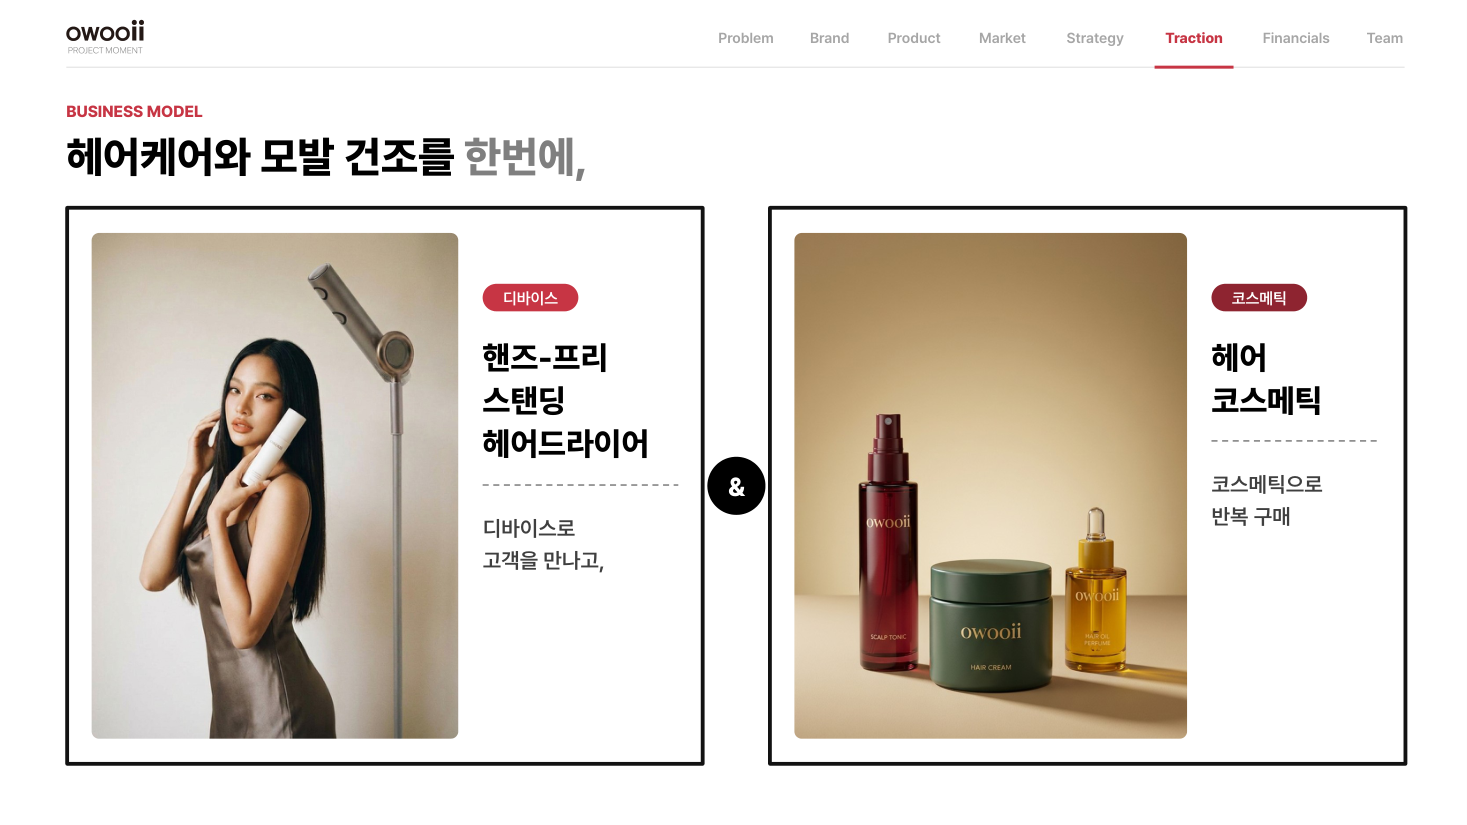 owooii
PROJECT MOMENT
Problem
Brand
Product
Market
Strategy
Traction
Financials
Team
BUSINESS MODEL
헤어케어와 모발 건조를 한번에,
디바이스
핸즈-프리
스탠딩
헤어드라이어
디바이스로
고객을 만나고,
&
owooii
SCALP TONIC
owooii
HAIR CREAM
owooii
HAIR OIL
PERFUME
코스메틱
헤어
코스메틱
코스메틱으로
반복 구매